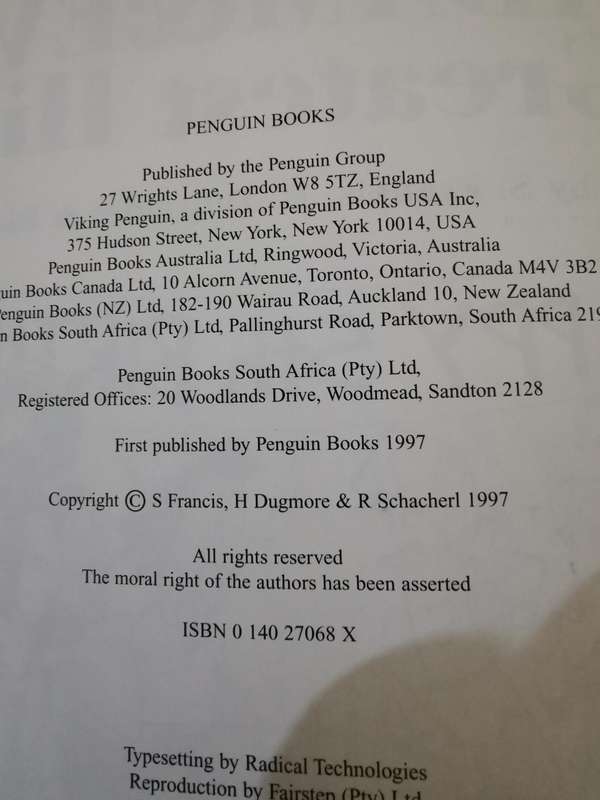 PENGUIN BOOKS
Published by the Penguin Group
27 Wrights Lane, London W8 5TZ, England
Viking Penguin, a division of Penguin Books USA Inc,
375 Hudson Street, New York, New York 10014, USA
Penguin Books Australia Ltd, Ringwood, Victoria, Australia
Books Canada Ltd, 10 Alcorn Avenue, Toronto, Ontario, Canada M4V 3B2
Penguin Books (NZ) Ltd, 182-190 Wairau Road, Auckland 10, New Zealand
Books South Africa (Pty) Ltd, Pallinghurst Road, Parktown, South Africa
Penguin Books South Africa (Pty) Ltd,
Registered Offices: 20 Woodlands Drive, Woodmead, Sandton 2128
First published by Penguin Books 1997
Copyright © S Francis, H Dugmore & R Schacherl 1997
All rights reserved
The moral right of the authors has been asserted
ISBN 0 140 27068 X
Typesetting by Radical Technologies
Reproduction by Fairsten (Pty) Ltd